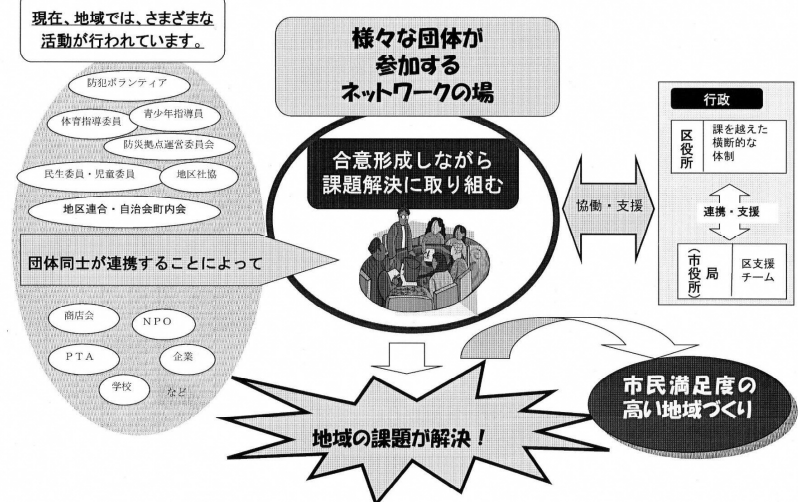 現在、地域では、さまざまな
活動が行われています。
防犯ボランティア
体育指導委員
青少年指導員
防災拠点運営委員会
民生委員・児童委員
地区社協
地区連合・自治会町内会
団体同士が連携することによって
商店会
NPO
PTA
企業
学校
など
様々な団体が
参加する
ネットワークの場
合意形成しながら
課題解決に取り組む
協働・支援
行政
区役所
課を越えた
横断的な
体制
連携・支援
(市役所)
局
区支援
チーム
地域の課題が解決！
市民満足度の
高い地域づくり